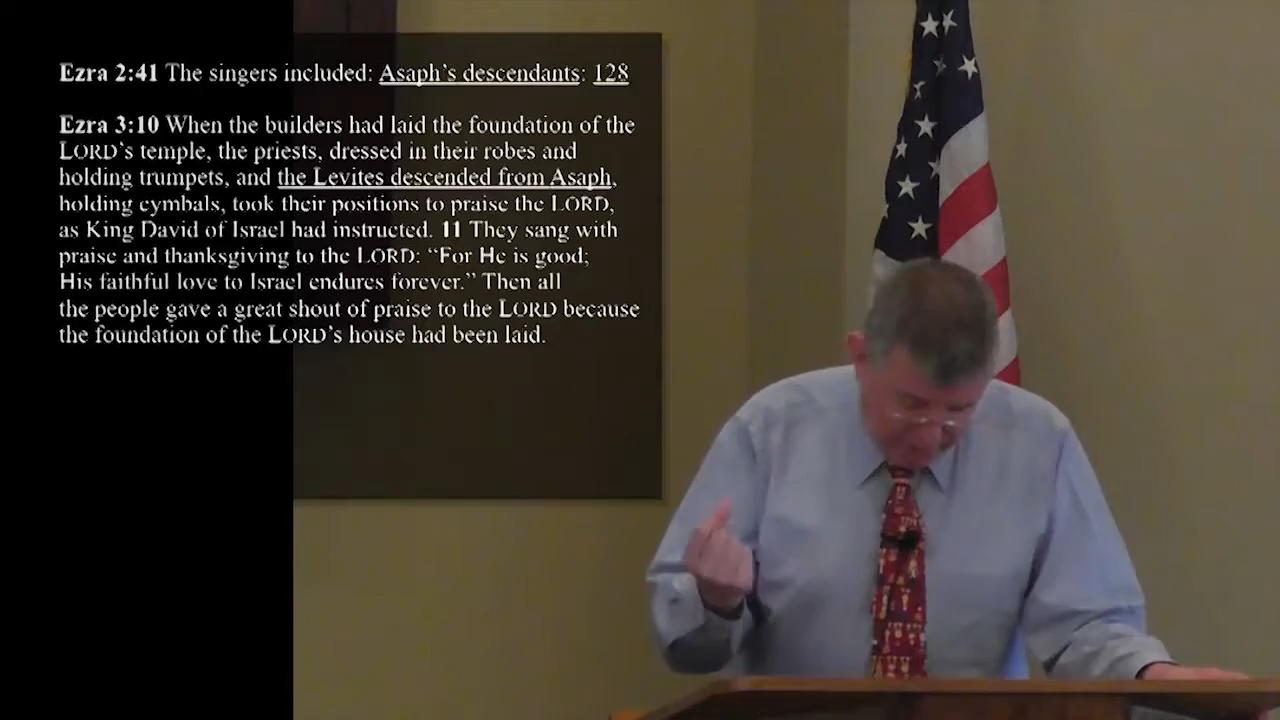 Ezra 2:41 The singers included: Asaph's descendants: 128
Ezra 3:10 When the builders had laid the foundation of the
LORD's temple, the priests, dressed in their robes and
holding trumpets, and the Levites descended from Asaph,
holding cymbals, took their positions to praise the LORD,
as King David of Israel had instructed. 11 They sang with
praise and thanksgiving to the LORD: “For He is good;
His faithful love to Israel endures forever.” Then all
the people gave a great shout of praise to the LORD because
the foundation of the LORD's house had been laid.